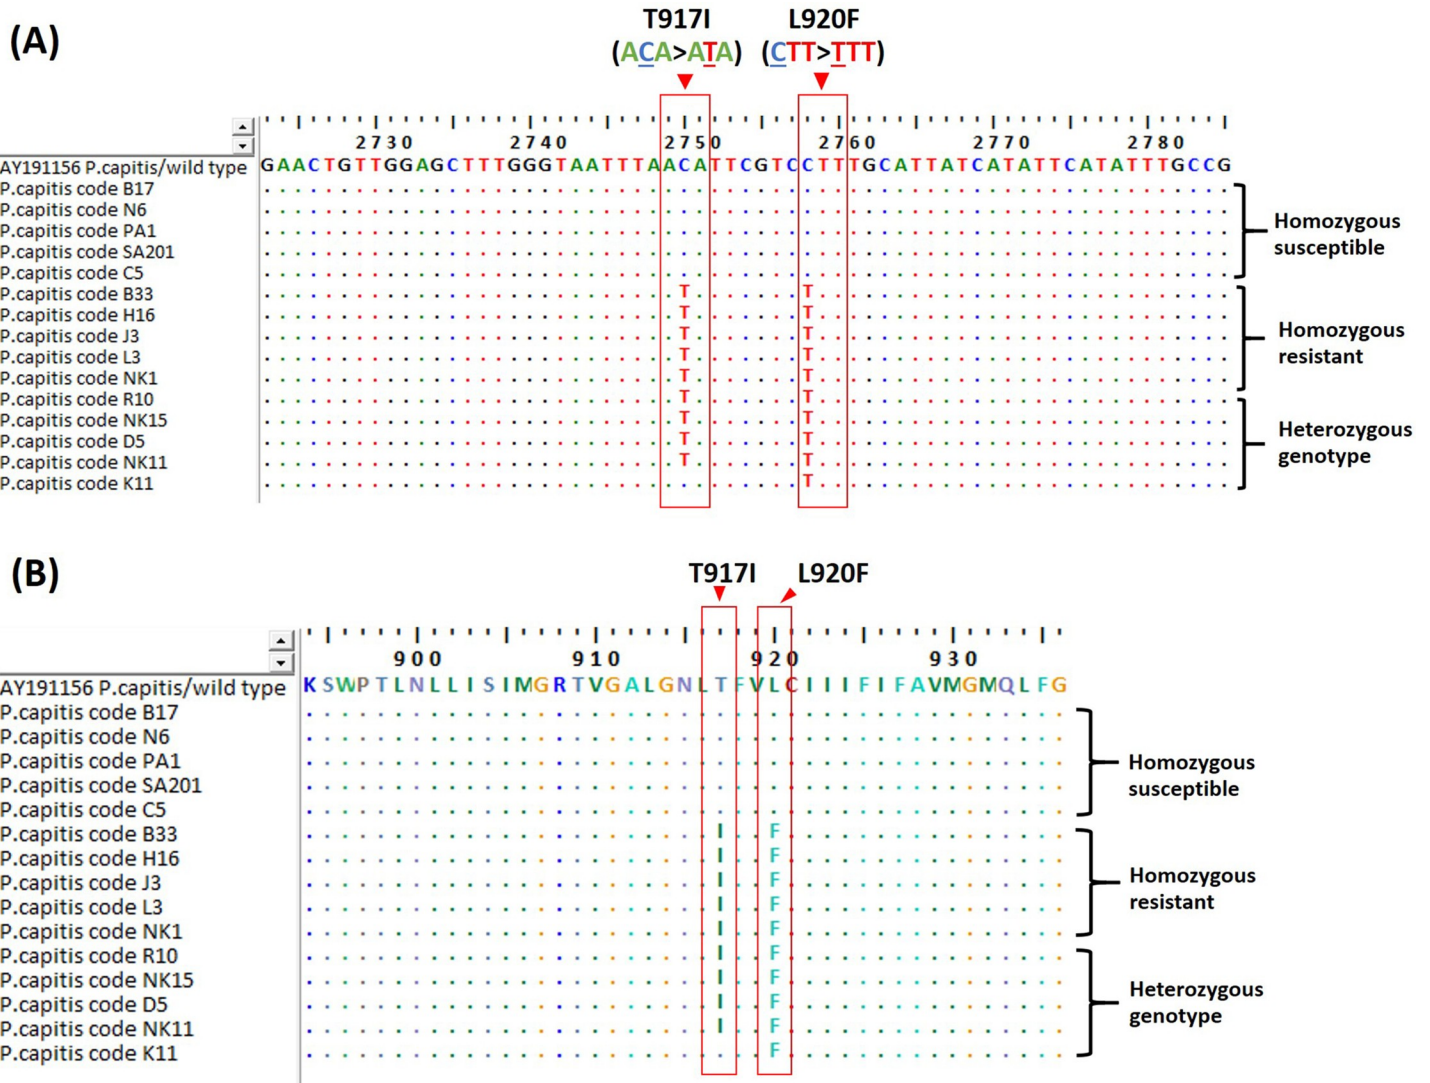 (A)
T917I L920F
(ACA>ATA) (CTT>TTT)
2730 2740 2750 2760 2770 2780
AY191156 P.capitis/wild type GAACTGTTGGAGCTTTGGGTAATTTAACATTCGTCCTTTGCATTATCATATTCATATTTGCCG
P.capitis code B17
P.capitis code N6
P.capitis code PA1
P.capitis code SA201
P.capitis code C5
Homozygous
susceptible
P.capitis code B33 T T
P.capitis code H16 T T
P.capitis code J3 T T
P.capitis code L3 T T
P.capitis code NK1 T T
Homozygous
resistant
P.capitis code R10 T T
P.capitis code NK15 T T
P.capitis code D5 T T
P.capitis code NK11 T T
P.capitis code K11 T
Heterozygous
genotype
(B)
T917I L920F
900 910 920 930
AY191156 P.capitis/wild type KSWPTLNLLISIMGRTVGALGNLTFVLCIIIFIFAVMGMQLFG
P.capitis code B17
P.capitis code N6
P.capitis code PA1
P.capitis code SA201
P.capitis code C5
Homozygous
susceptible
P.capitis code B33 I F
P.capitis code H16 I F
P.capitis code J3 I F
P.capitis code L3 I F
P.capitis code NK1 I F
Homozygous
resistant
P.capitis code R10 I F
P.capitis code NK15 I F
P.capitis code D5 I F
P.capitis code NK11 I F
P.capitis code K11 F
Heterozygous
genotype